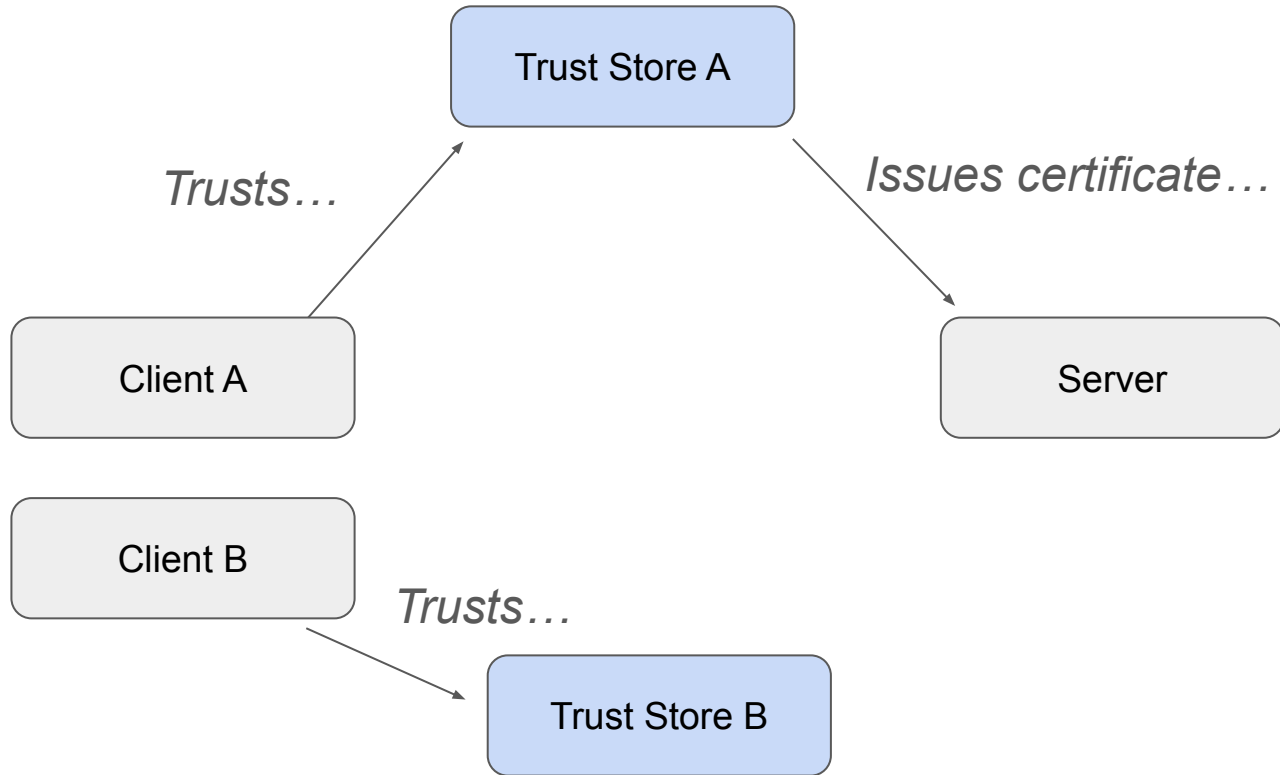 Trust Store A
Trusts…
Issues certificate…
Client A
Server
Client B
Trusts…
Trust Store B